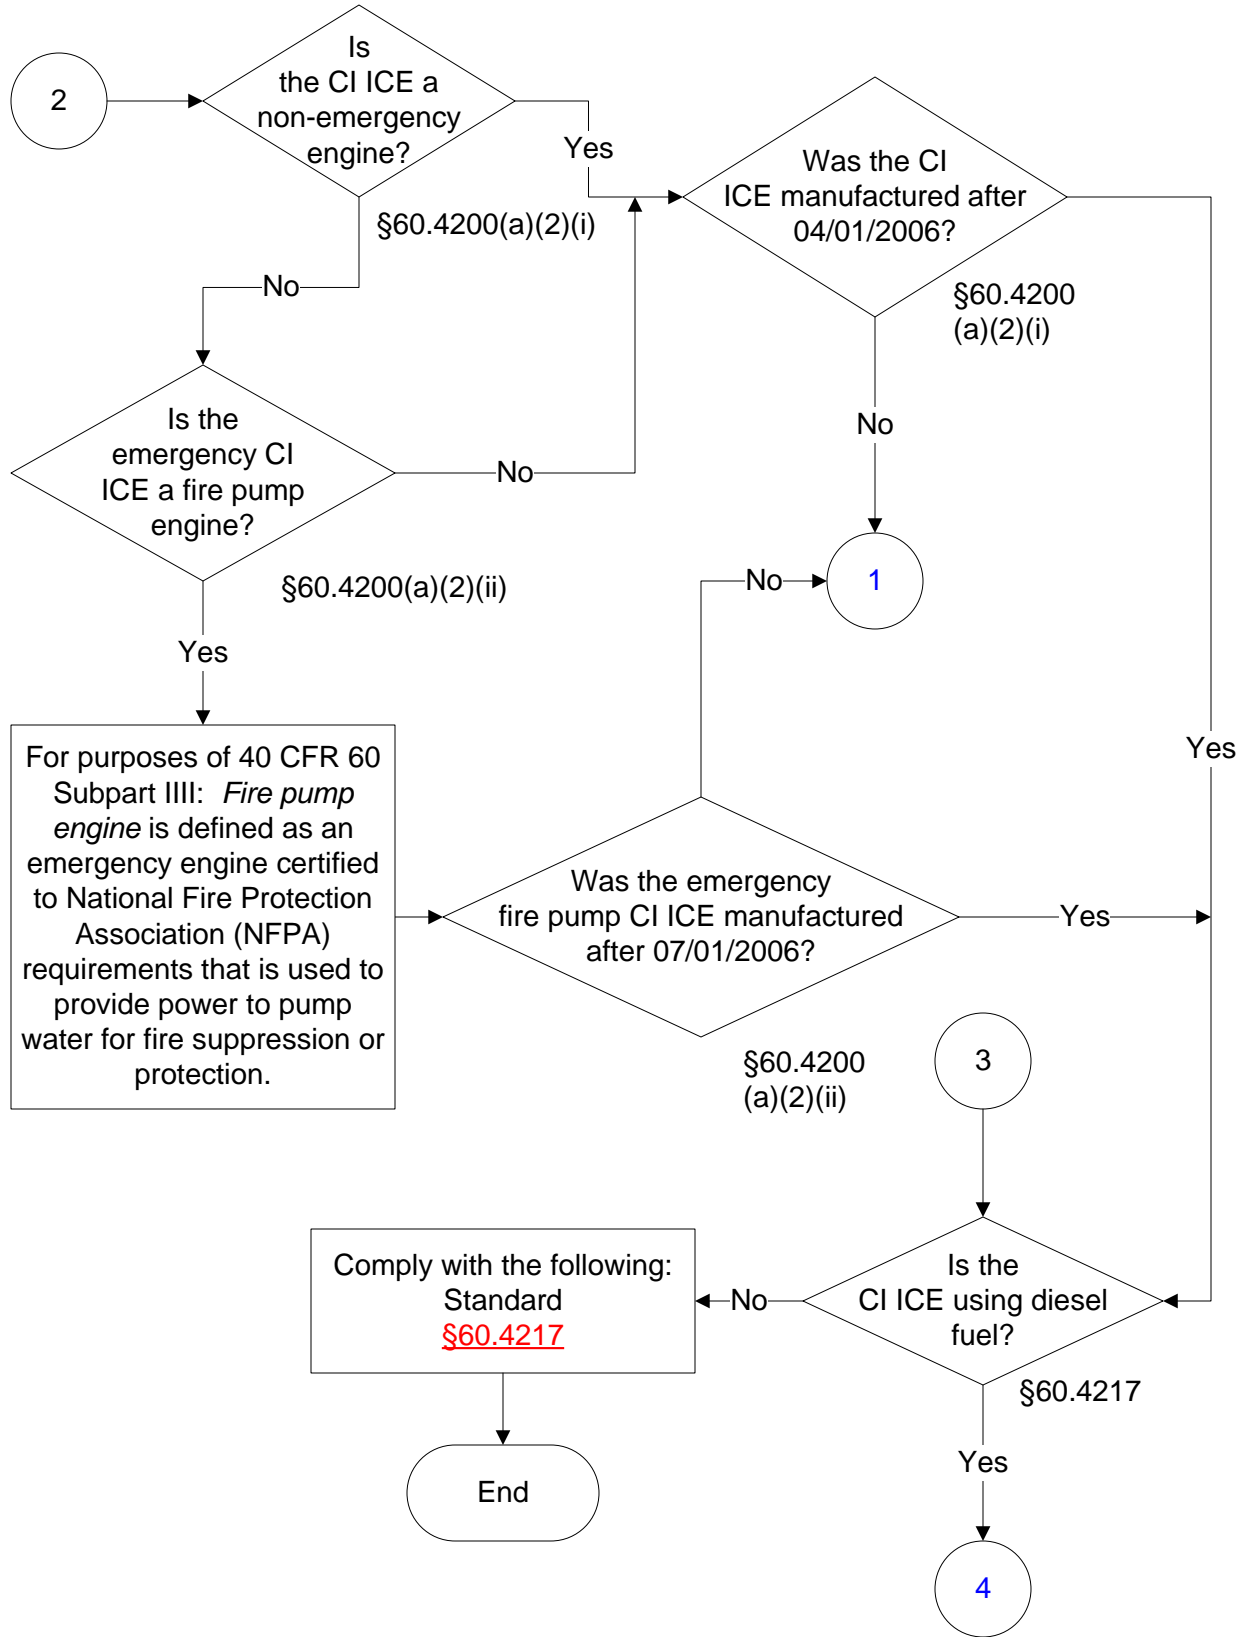 2
Is
the CI ICE a
non-emergency
engine?
Yes
§60.4200(a)(2)(i)
No
Was the CI
ICE manufactured after
04/01/2006?
§60.4200
(a)(2)(i)
No
Yes
Is the
emergency CI
ICE a fire pump
engine?
No
§60.4200(a)(2)(ii)
Yes
1
No
For purposes of 40 CFR 60
Subpart IIII: Fire pump
engine is defined as an
emergency engine certified
to National Fire Protection
Association (NFPA)
requirements that is used to
provide power to pump
water for fire suppression or
protection.
Was the emergency
fire pump CI ICE manufactured
after 07/01/2006?
Yes
§60.4200
(a)(2)(ii)
3
Is the
CI ICE using diesel
fuel?
§60.4217
No
Comply with the following:
Standard
§60.4217
End
Yes
4